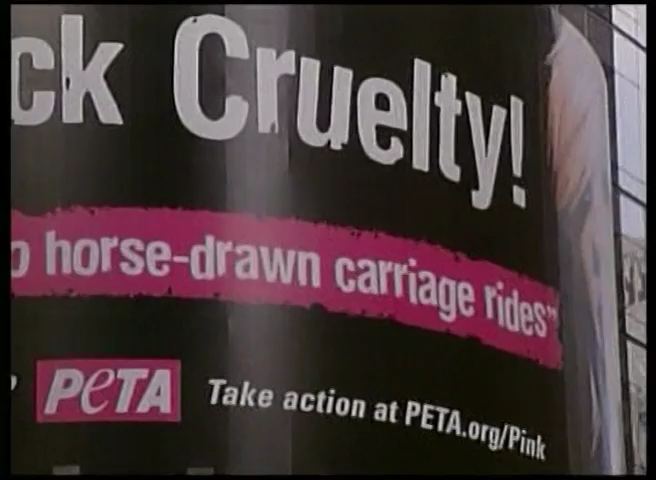 ck Cruelty!
o horse-drawn carriage rides"
PeTA Take action at PETA.org/Pink